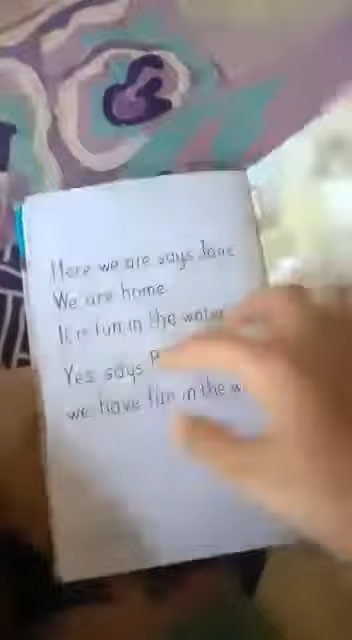 Here we are says Jane
We are home
It is fun in the water
Yes says P
we have fun in the w